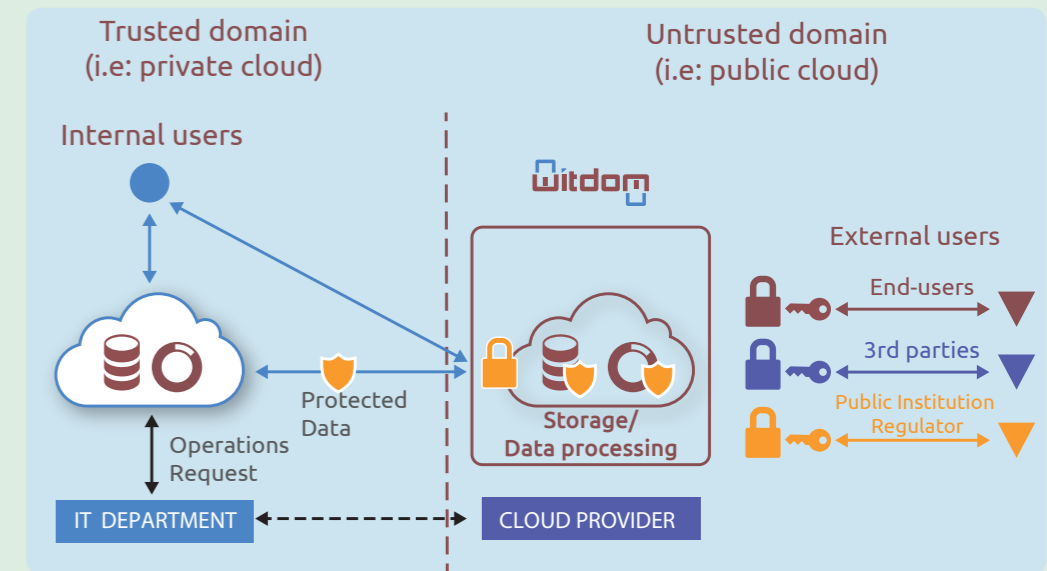 Trusted domain
(i.e: private cloud)
Untrusted domain
(i.e: public cloud)
Internal users
witdom
External users
End-users
3rd parties
Public Institution
Regulator
Protected
Data
Storage/
Data processing
Operations
Request
IT DEPARTMENT
CLOUD PROVIDER